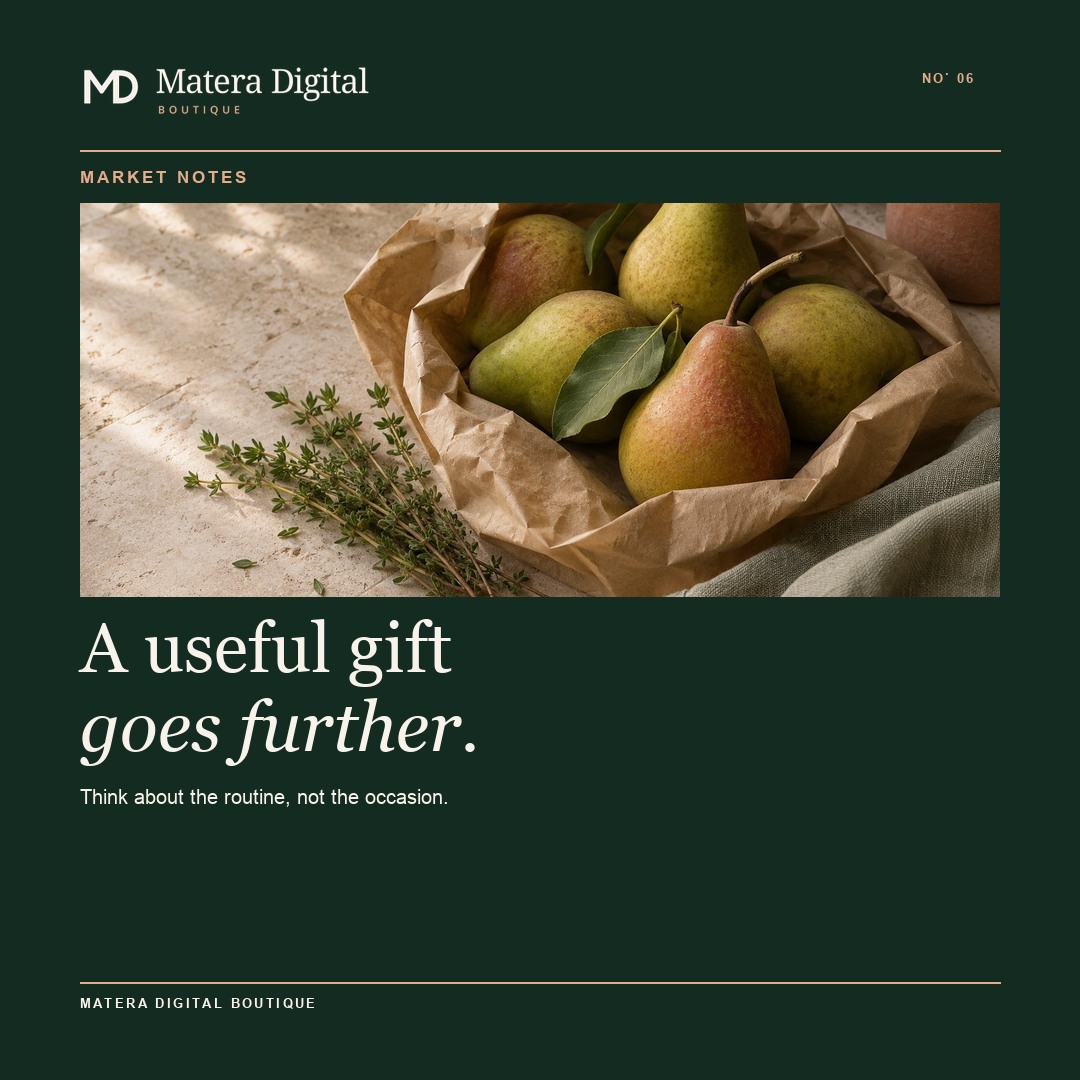 MD Matera Digital
BOUTIQUE
NO˙ 06
MARKET NOTES
A useful gift
goes further.
Think about the routine, not the occasion.
MATERA DIGITAL BOUTIQUE